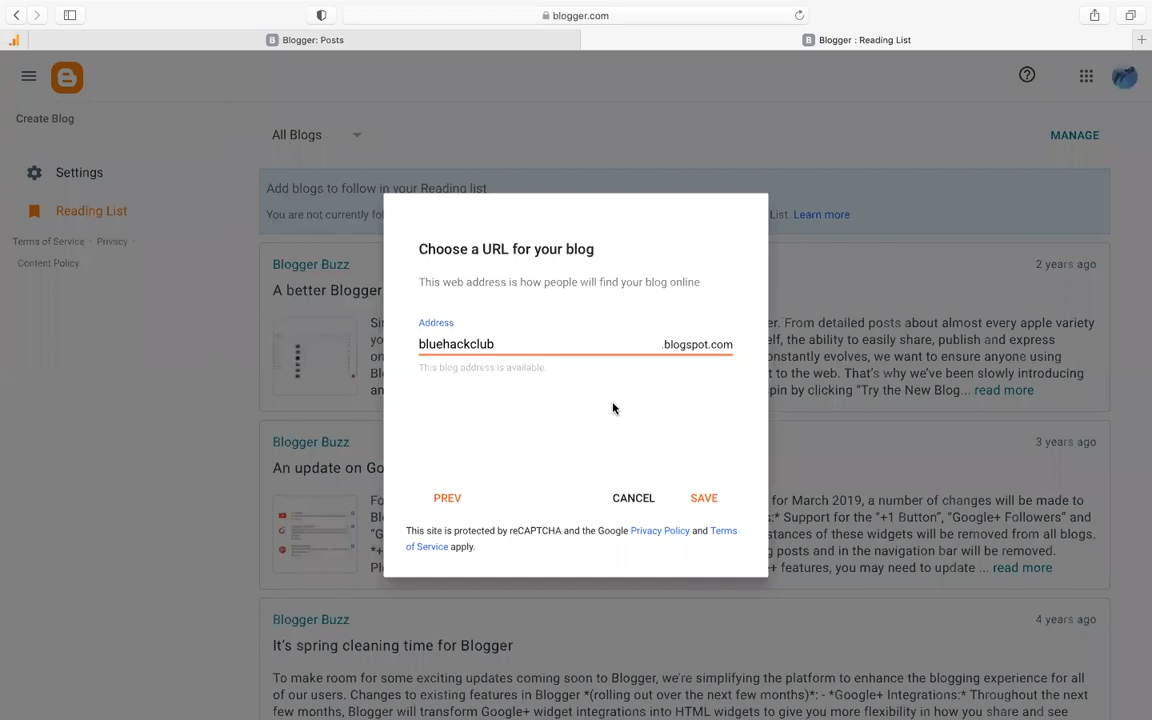 blogger.com
Blogger: Posts
Blogger : Reading List
Create Blog
All Blogs
MANAGE
Settings
Reading List
Terms of Service · Privacy ·
Content Policy
Add blogs to follow in your Reading list
You are not currently fol
List. Learn more
Choose a URL for your blog
This web address is how people will find your blog online
Address
bluehackclub .blogspot.com
This blog address is available.
PREV CANCEL SAVE
This site is protected by reCAPTCHA and the Google Privacy Policy and Terms
of Service apply.
Blogger Buzz
2 years ago
A better Blogger
er. From detailed posts about almost every apple variety
elf, the ability to easily share, publish and express
onstantly evolves, we want to ensure anyone using
t to the web. That's why we've been slowly introducing
pin by clicking “Try the New Blog... read more
Blogger Buzz
3 years ago
An update on Go
for March 2019, a number of changes will be made to
:* Support for the “+1 Button”, “Google+ Followers” and
stances of these widgets will be removed from all blogs.
posts and in the navigation bar will be removed.
+ features, you may need to update ... read more
Blogger Buzz
4 years ago
It's spring cleaning time for Blogger
To make room for some exciting updates coming soon to Blogger, we're simplifying the platform to enhance the blogging experience for all
of our users. Changes to existing features in Blogger *(rolling out over the next few months)*: - *Google+ Integrations:* Throughout the next
few months, Blogger will transform Google+ widget integrations into HTML widgets to give you more flexibility in how you share and see